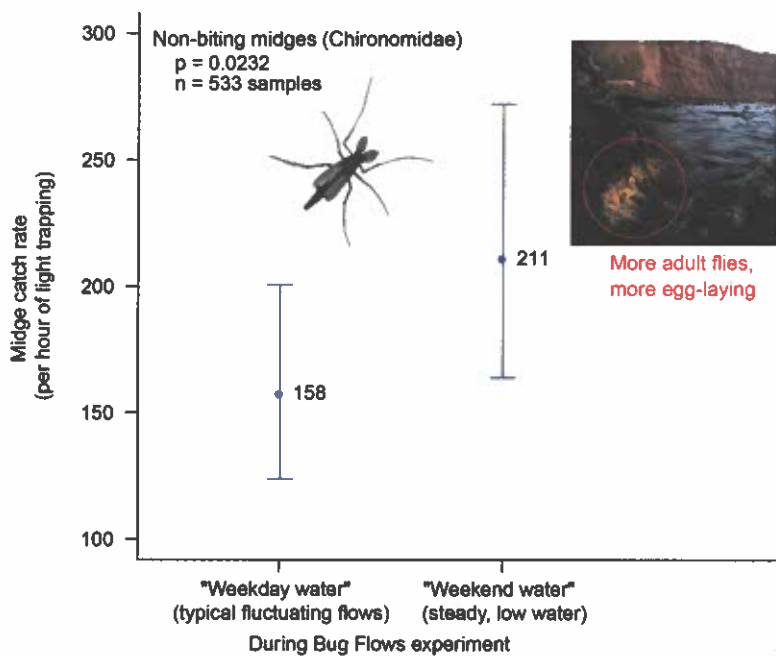 Non-biting midges (Chironomidae)
p = 0.0232
n = 533 samples
300
250
200
150
100
Midge catch rate
(per hour of light trapping)
158
211
More adult flies,
more egg-laying
"Weekday water"
(typical fluctuating flows)
"Weekend water"
(steady, low water)
During Bug Flows experiment